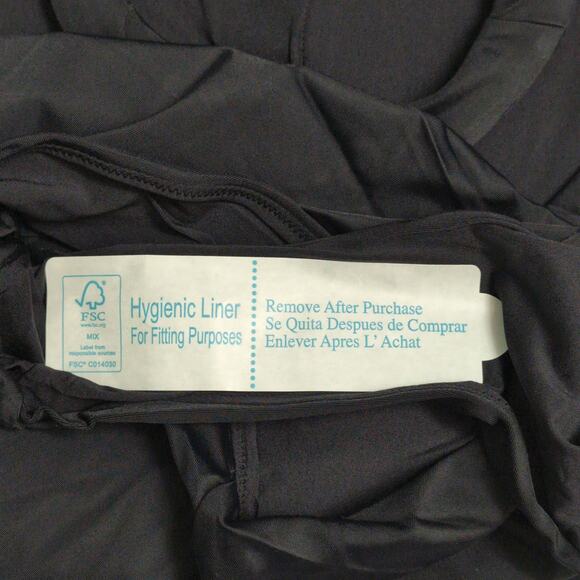 FSC
www.fsc.org
MIX
Label from
responsible sources
FSC® C014030
Hygienic Liner
For Fitting Purposes
Remove After Purchase
Se Quita Despues de Comprar
Enlever Apres L' Achat